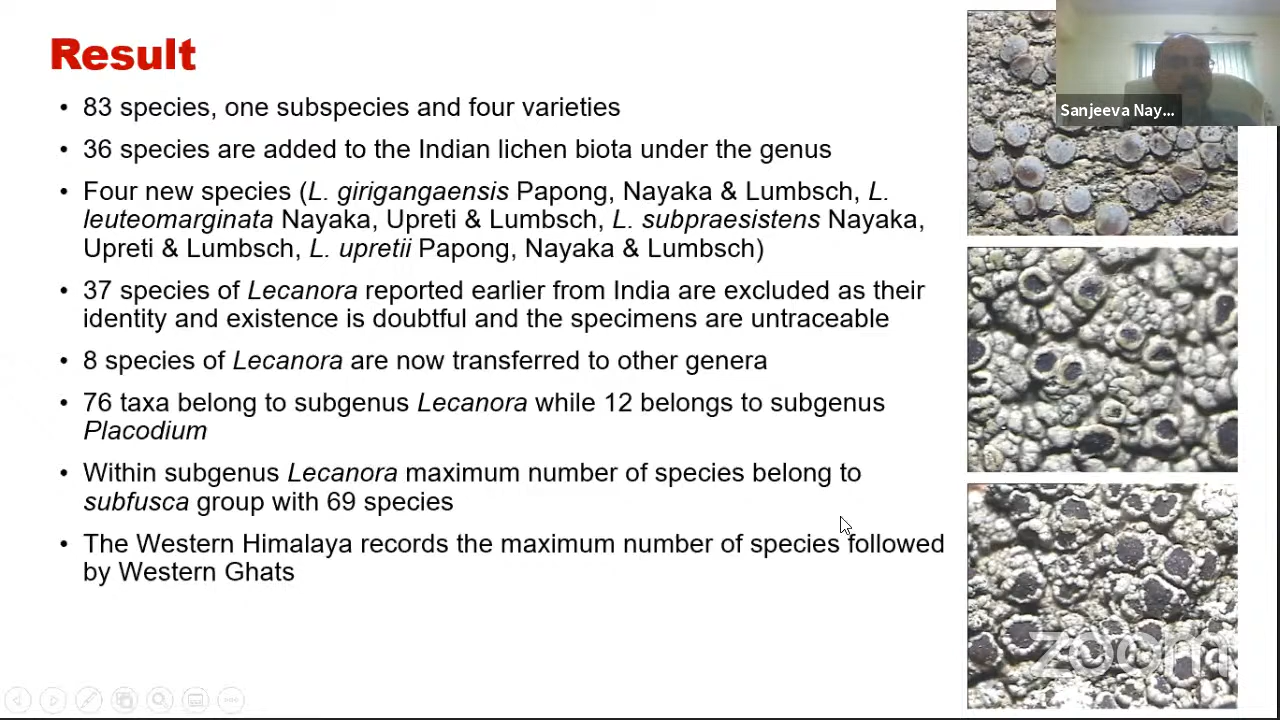 Result
• 83 species, one subspecies and four varieties
• 36 species are added to the Indian lichen biota under the genus
• Four new species (L. girigangaensis Papong, Nayaka & Lumbsch, L.
leuteomarginata Nayaka, Upreti & Lumbsch, L. subpraesistens Nayaka,
Upreti & Lumbsch, L. upretii Papong, Nayaka & Lumbsch)
• 37 species of Lecanora reported earlier from India are excluded as their
identity and existence is doubtful and the specimens are untraceable
• 8 species of Lecanora are now transferred to other genera
• 76 taxa belong to subgenus Lecanora while 12 belongs to subgenus
Placodium
• Within subgenus Lecanora maximum number of species belong to
subfusca group with 69 species
• The Western Himalaya records the maximum number of species followed
by Western Ghats
Sanjeeva Nay...
zoom